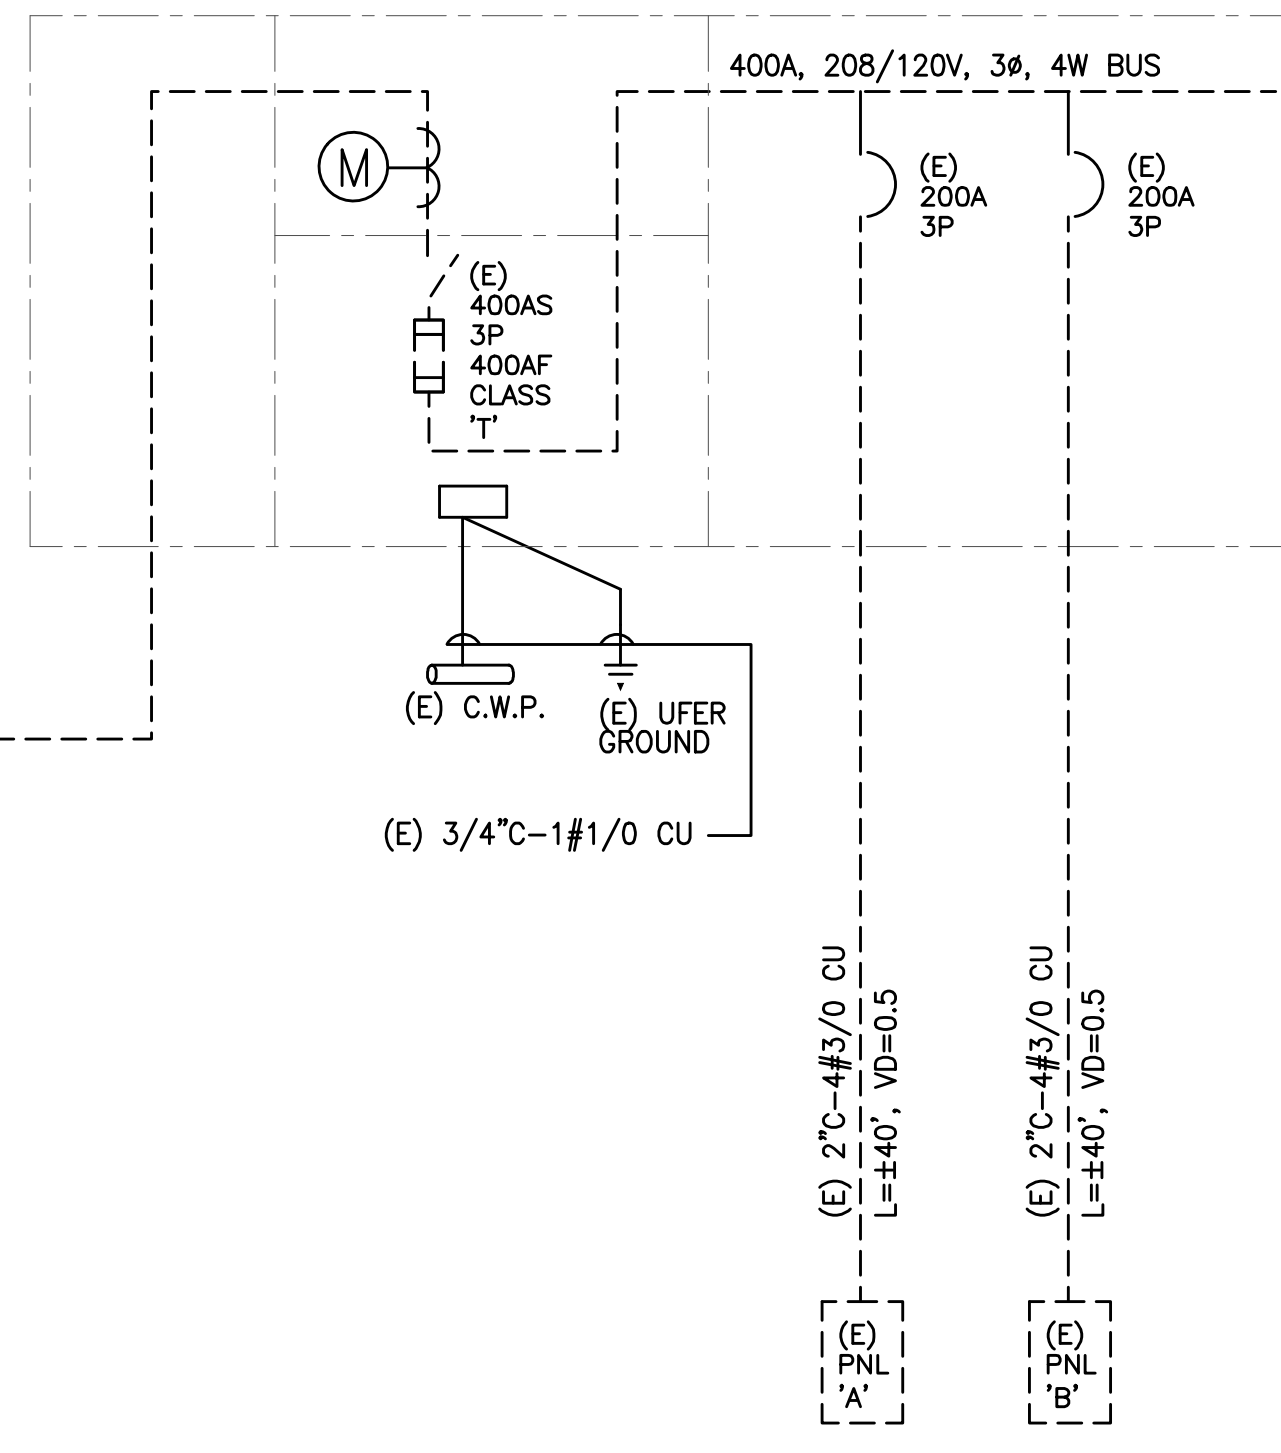 400A, 208/120V, 3ø, 4W BUS
M
(E)
200A
3P
(E)
200A
3P
(E)
400AS
3P
400AF
CLASS
'T'
(E) C.W.P.
(E) UFER
GROUND
(E) 3/4"C-1#1/0 CU
(E) 2"C-4#3/0 CU
L=±40', VD=0.5
(E) 2"C-4#3/0 CU
L=±40', VD=0.5
(E)
PNL
'A'
(E)
PNL
'B'